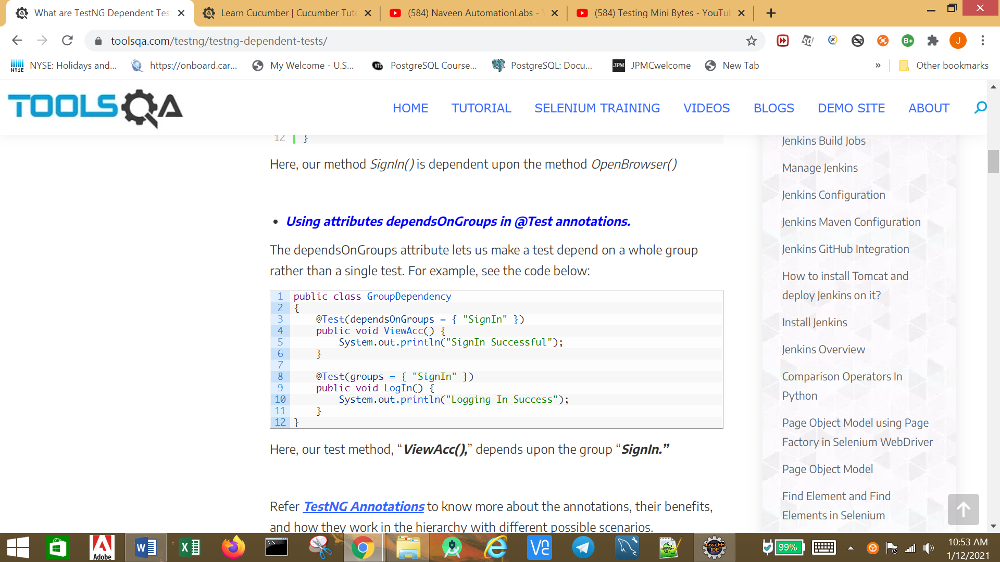 What are TestNG Dependent Tes
Learn Cucumber | Cucumber Tuto
(584) Naveen AutomationLabs -
(584) Testing Mini Bytes - YouTub
toolsqa.com/testng/testng-dependent-tests/
NYSE: Holidays and...
https://onboard.car...
My Welcome - U.S...
PostgreSQL Course...
PostgreSQL: Docu...
JPMCwelcome
New Tab
Other bookmarks
TOOLSQA
HOME
TUTORIAL
SELENIUM TRAINING
VIDEOS
BLOGS
DEMO SITE
ABOUT
12 }
Here, our method SignIn() is dependent upon the method OpenBrowser()
• Using attributes dependsOnGroups in @Test annotations.
The dependsOnGroups attribute lets us make a test depend on a whole group
rather than a single test. For example, see the code below:
1 public class GroupDependency
2 {
3 @Test(dependsOnGroups = { "SignIn" })
4 public void ViewAcc() {
5 System.out.println("SignIn Successful");
6 }
7
8 @Test(groups = { "SignIn" })
9 public void LogIn() {
10 System.out.println("Logging In Success");
11 }
12 }
Here, our test method, “ViewAcc(),” depends upon the group “SignIn.”
Refer TestNG Annotations to know more about the annotations, their benefits,
and how they work in the hierarchy with different possible scenarios.
Jenkins Build Jobs
Manage Jenkins
Jenkins Configuration
Jenkins Maven Configuration
Jenkins GitHub Integration
How to install Tomcat and
deploy Jenkins on it?
Install Jenkins
Jenkins Overview
Comparison Operators In
Python
Page Object Model using Page
Factory in Selenium WebDriver
Page Object Model
Find Element and Find
Elements in Selenium
Adobe
Java EE
IDE
99%
10:53 AM
1/12/2021